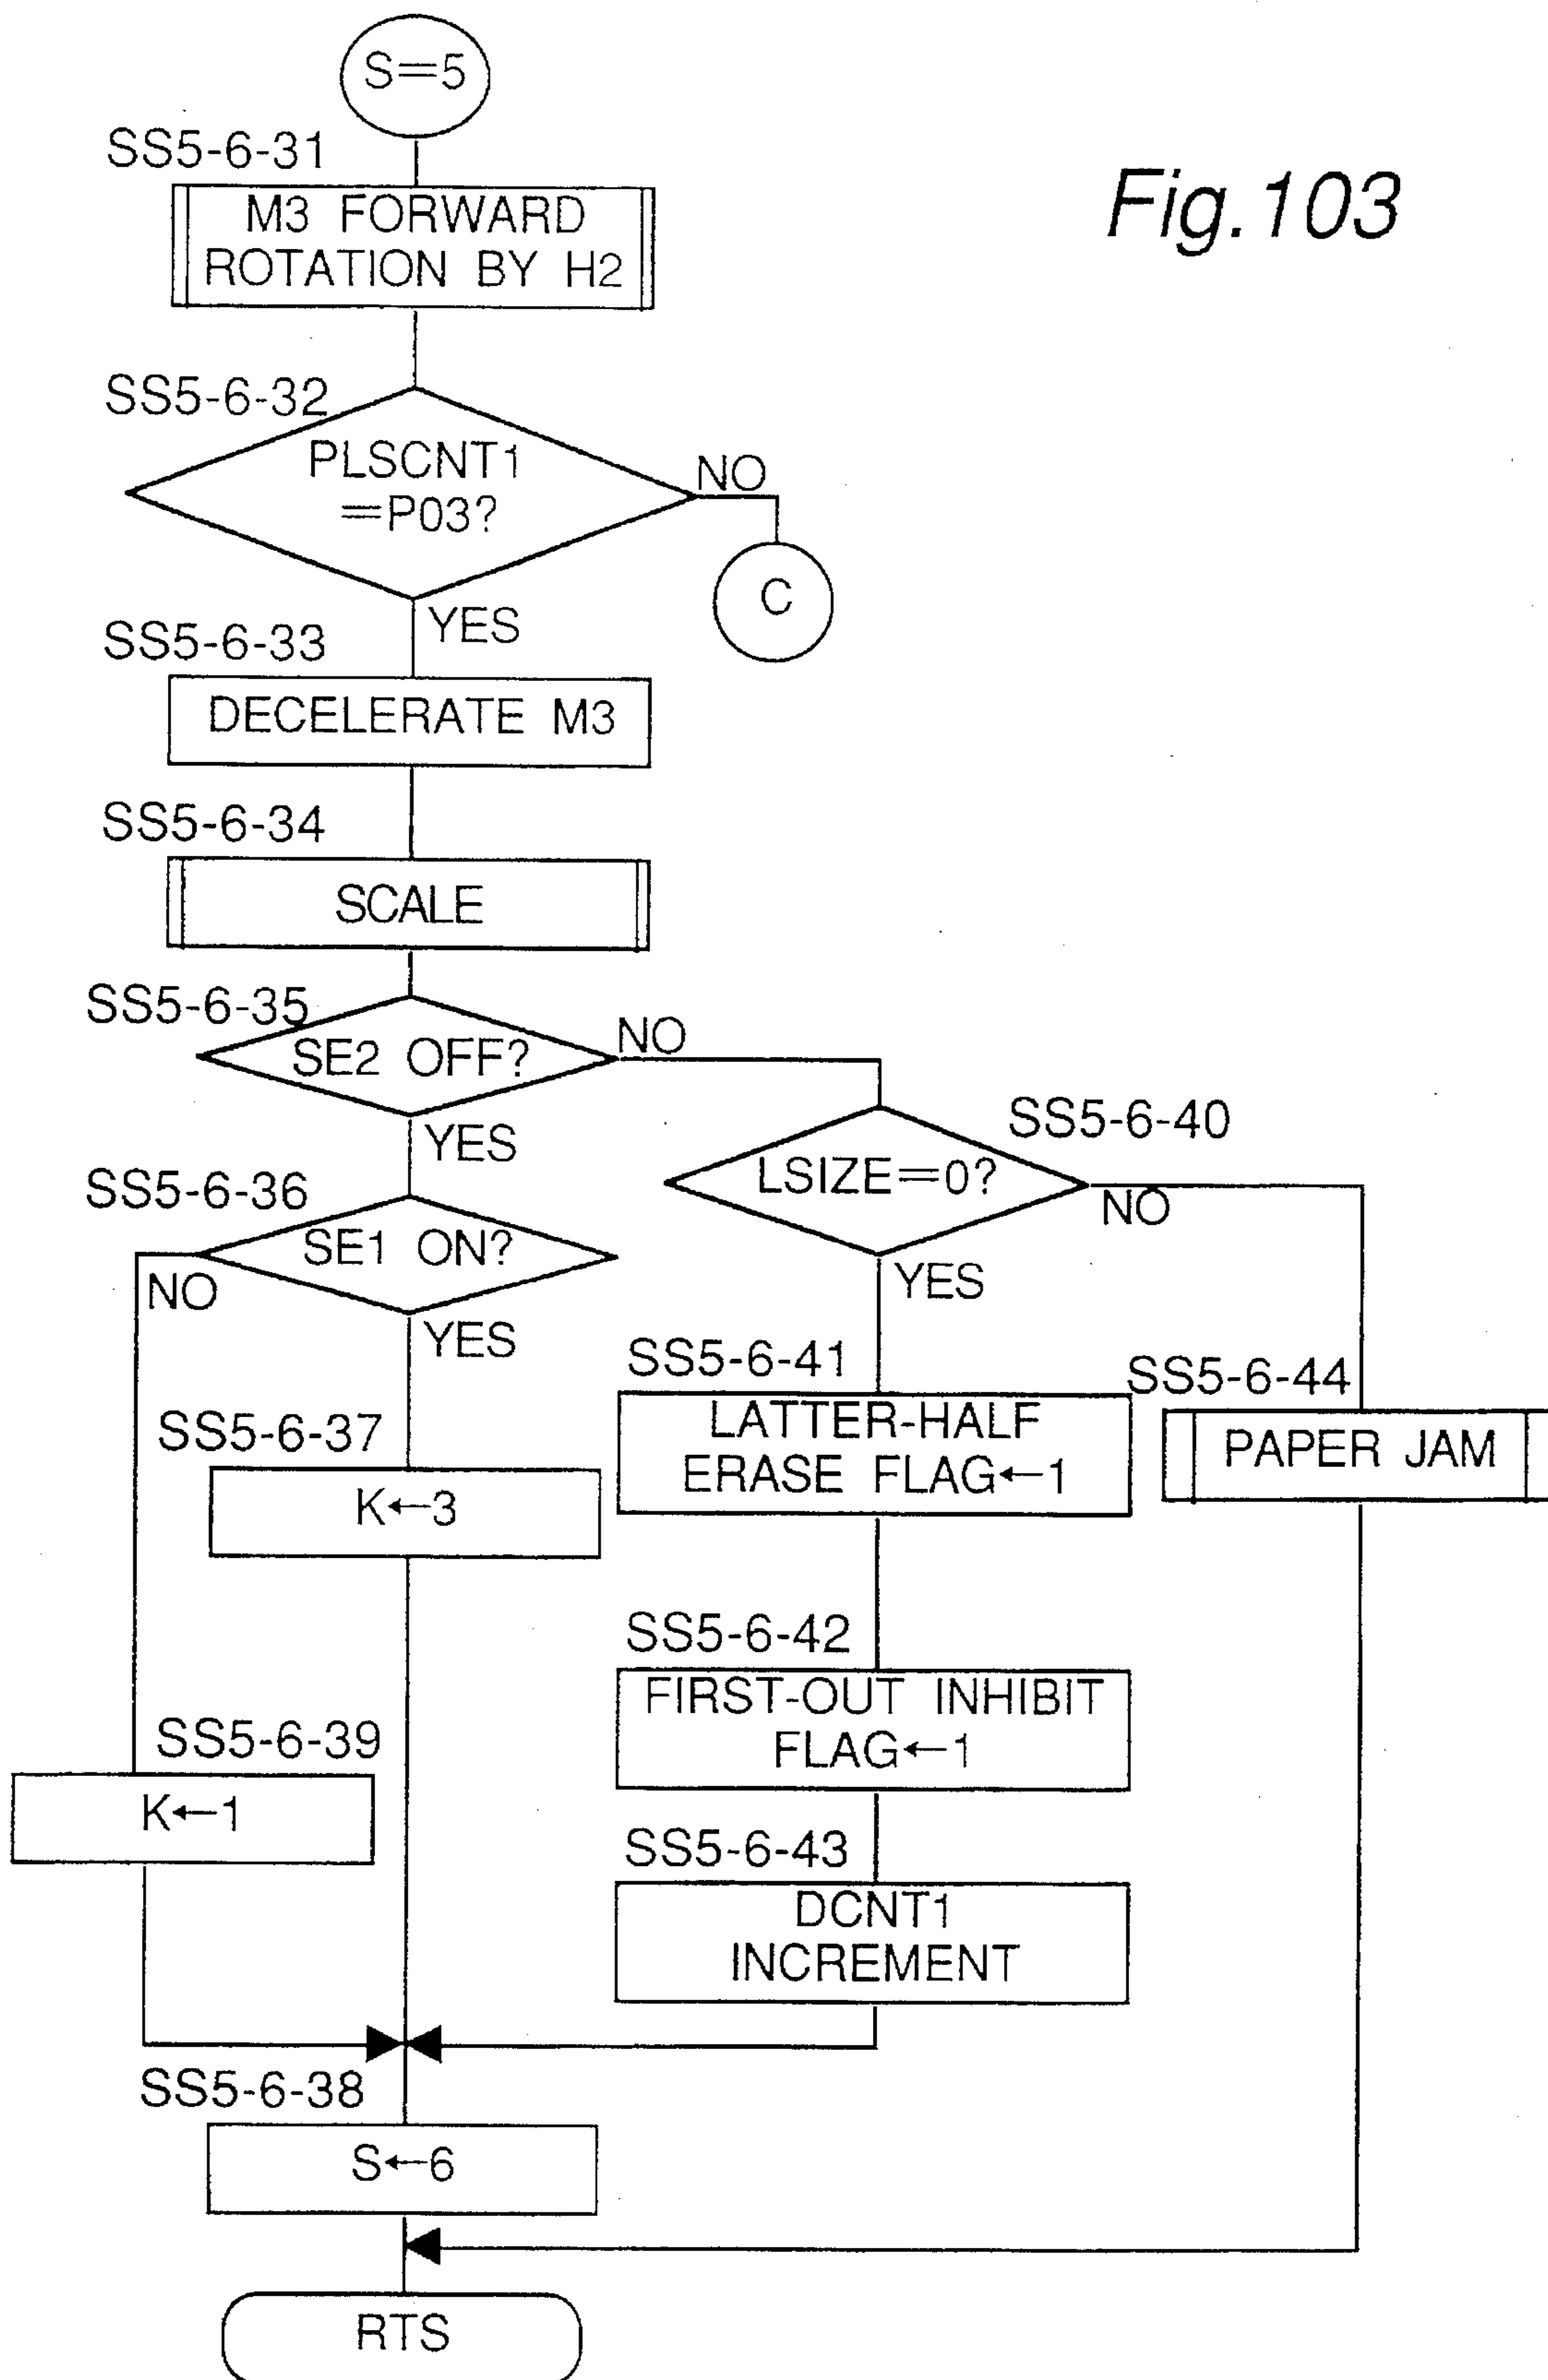 S=5
SS5-6-31
Fig.103
M3 FORWARD
ROTATION BY H2
SS5-6-32
PLSCNT1
=P03?
NO
C
YES
SS5-6-33
DECELERATE M3
SS5-6-34
SCALE
SS5-6-35
SE2 OFF?
NO
YES
SS5-6-40
LSIZE=0?
NO
YES
SS5-6-36
SE1 ON?
NO
YES
SS5-6-41
LATTER-HALF
ERASE FLAG←1
SS5-6-44
PAPER JAM
SS5-6-37
K←3
SS5-6-42
FIRST-OUT INHIBIT
FLAG←1
SS5-6-39
K←1
SS5-6-43
DCNT1
INCREMENT
SS5-6-38
S←6
RTS